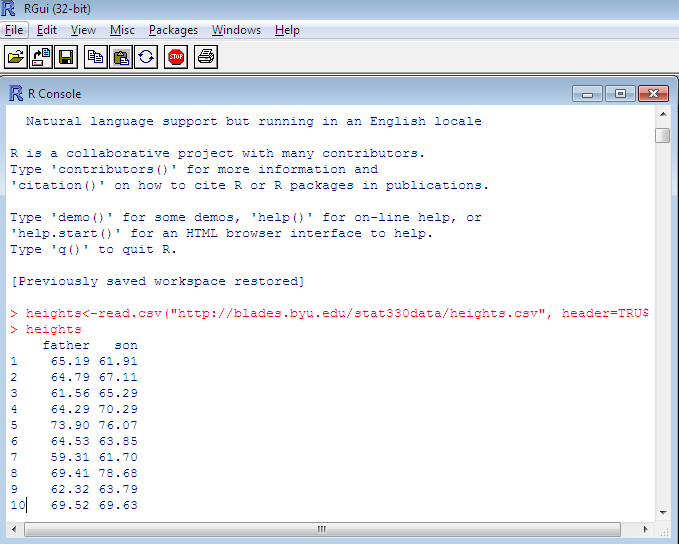 RGui (32-bit)
File Edit View Misc Packages Windows Help
STOP
R Console
Natural language support but running in an English locale
R is a collaborative project with many contributors.
Type 'contributors()' for more information and
'citation()' on how to cite R or R packages in publications.
Type 'demo()' for some demos, 'help()' for on-line help, or
'help.start()' for an HTML browser interface to help.
Type 'q()' to quit R.
[Previously saved workspace restored]
> heights<-read.csv("http://blades.byu.edu/stat330data/heights.csv", header=TRU$
> heights
father son
1 65.19 61.91
2 64.79 67.11
3 61.56 65.29
4 64.29 70.29
5 73.90 76.07
6 64.53 63.85
7 59.31 61.70
8 69.41 78.68
9 62.32 63.79
10 69.52 69.63